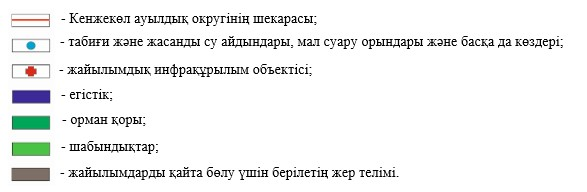 - Кенжекөл ауылдық округінің шекарасы;
- табиғи және жасанды су айдындары, мал суару орындары және басқа да көздері;
- жайылымдық инфрақұрылым объектісі;
- егістік;
- орман қоры;
- шабындықтар;
- жайылымдарды қайта бөлу үшін берілетің жер телімі.